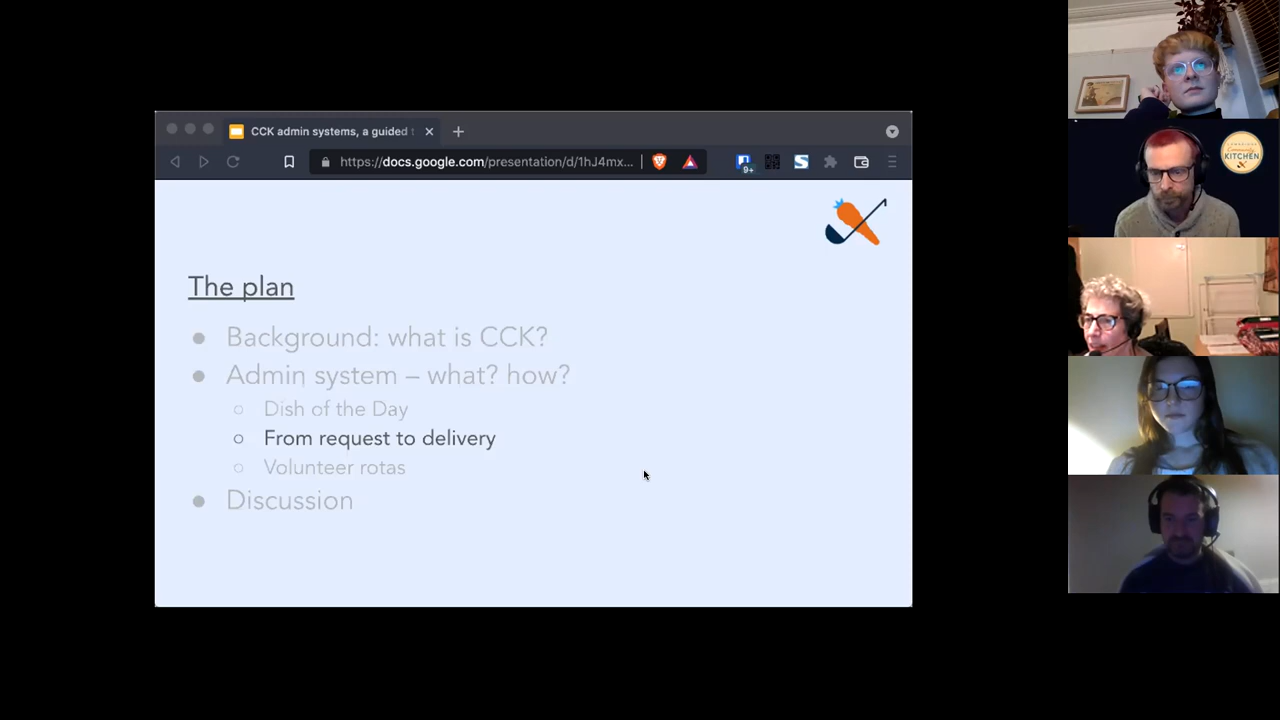 CCK admin systems, a guided t
https://docs.google.com/presentation/d/1hJ4mx...
9+
The plan
Background: what is CCK?
Admin system – what? how?
Dish of the Day
From request to delivery
Volunteer rotas
Discussion
KITCHEN